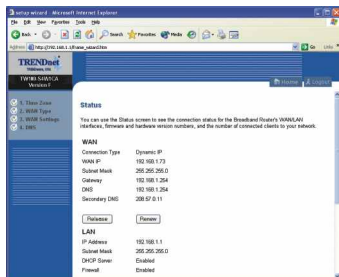 setup wizard - Microsoft Internet Explorer
File Edit View Favorites Tools Help
Back Search Favorites Media
Address http://192.168.1.1/frame_wizard.htm Go Links
TRENDnet
TW100-S4W1CA
Version F
Home Logout
1. Time Zone
2. WAN Type
3. WAN Settings
4. DNS
Status
You can use the Status screen to see the connection status for the Broadband Router's WAN/LAN
interfaces, firmware and hardware version numbers, and the number of connected clients to your network.
WAN
Connection Type Dynamic IP
WAN IP 192.168.1.73
Subnet Mask 255.255.255.0
Gateway 192.168.1.254
DNS 192.168.1.254
Secondary DNS 208.57.0.11
Release Renew
LAN
IP Address 192.168.1.1
Subnet Mask 255.255.255.0
DHCP Server Enabled
Firewall Enabled